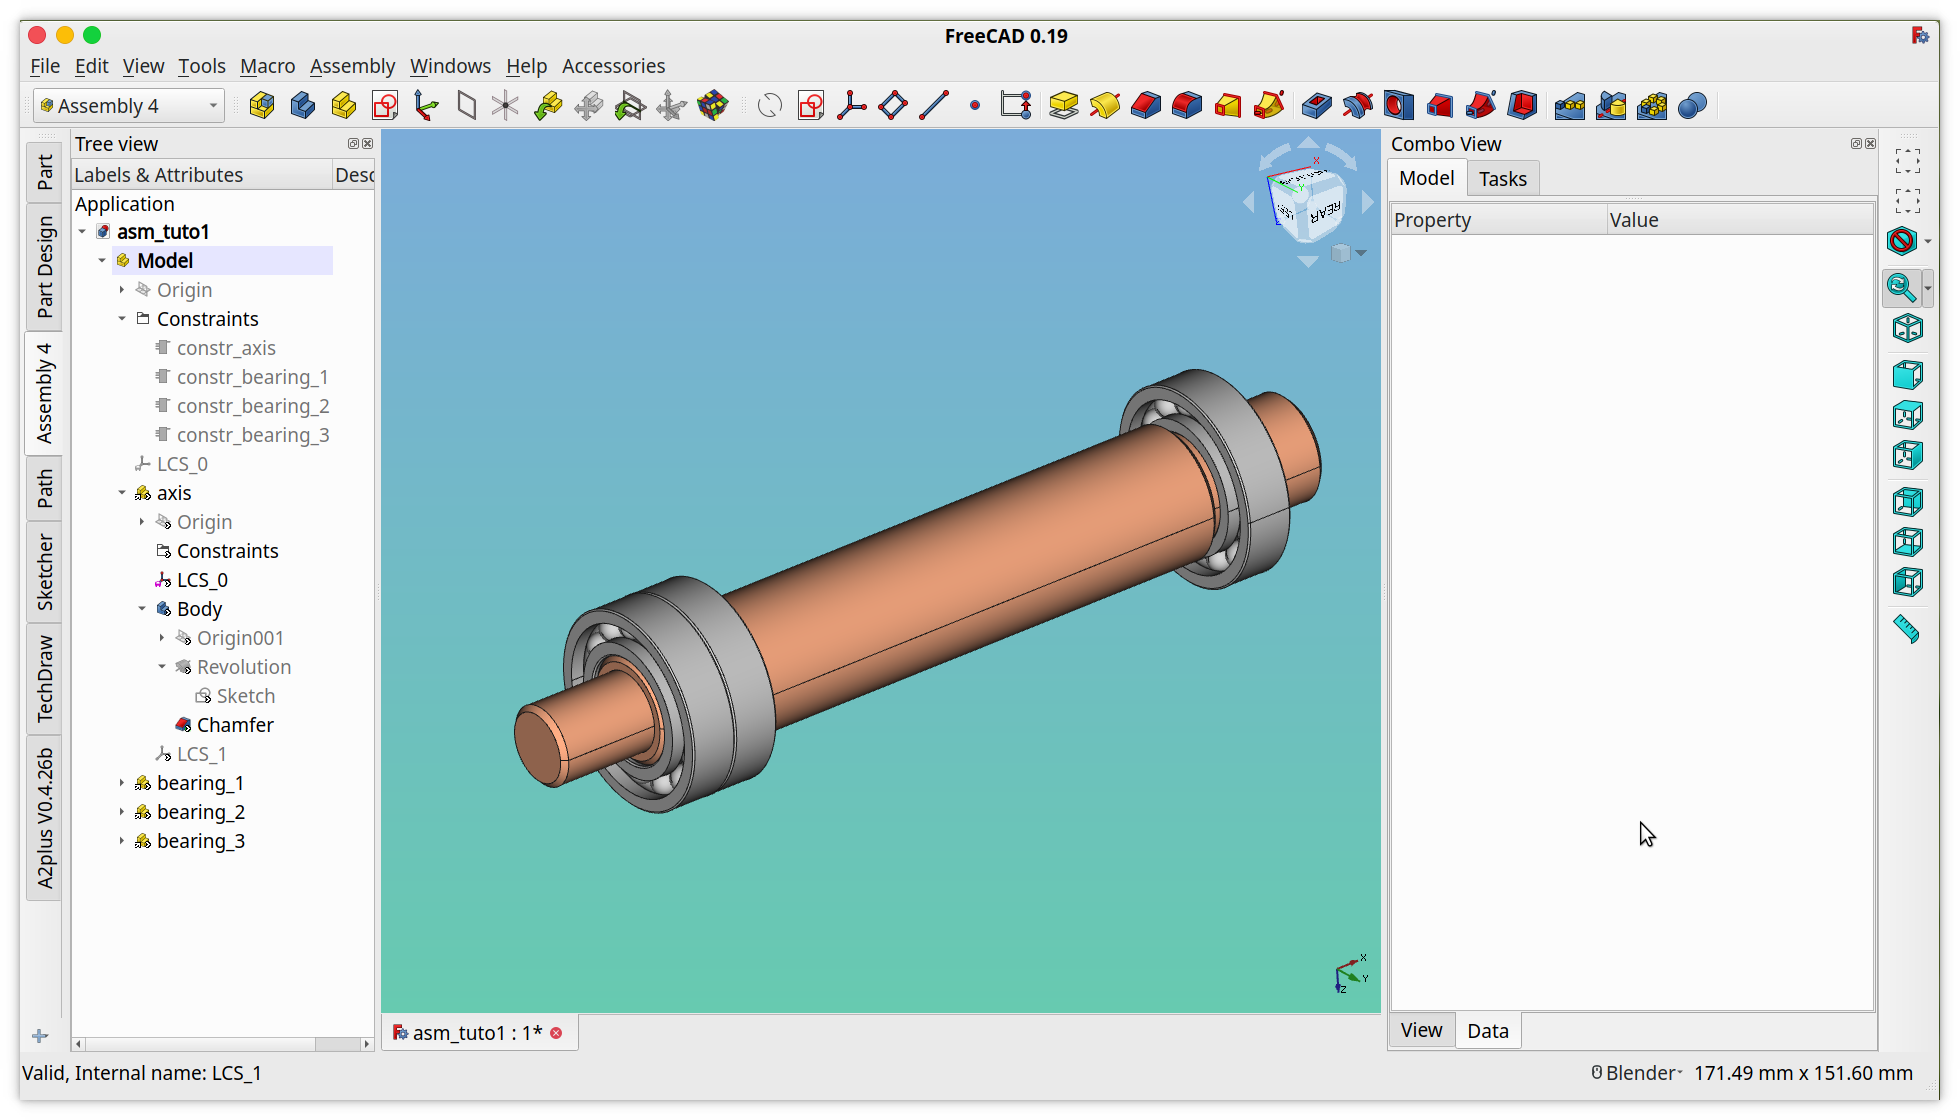 FreeCAD 0.19
File Edit View Tools Macro Assembly Windows Help Accessories
Assembly 4
Part
Part Design
Assembly 4
Path
Sketcher
TechDraw
A2plus V0.4.26b
Tree view
Labels & Attributes Desc
Application
asm_tuto1
Model
Origin
Constraints
constr_axis
constr_bearing_1
constr_bearing_2
constr_bearing_3
LCS_0
axis
Origin
Constraints
LCS_0
Body
Origin001
Revolution
Sketch
Chamfer
LCS_1
bearing_1
bearing_2
bearing_3
X
Y
REAR
X
Y
Z
asm_tuto1 : 1*
Combo View
Model Tasks
Property Value
View Data
Valid, Internal name: LCS_1
Blender 171.49 mm x 151.60 mm